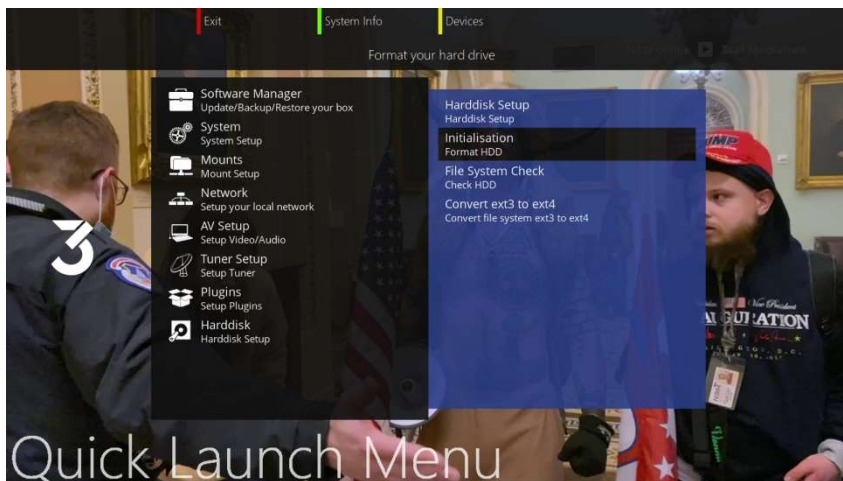 Exit
System Info
Devices
Format your hard drive
Software Manager
Update/Backup/Restore your box
System
System Setup
Mounts
Mount Setup
Network
Setup your local network
AV Setup
Setup Video/Audio
Tuner Setup
Setup Tuner
Plugins
Setup Plugins
Harddisk
Harddisk Setup
Harddisk Setup
Harddisk Setup
Initialisation
Format HDD
File System Check
Check HDD
Convert ext3 to ext4
Convert file system ext3 to ext4
3
Vice President
Quick Launch Menu